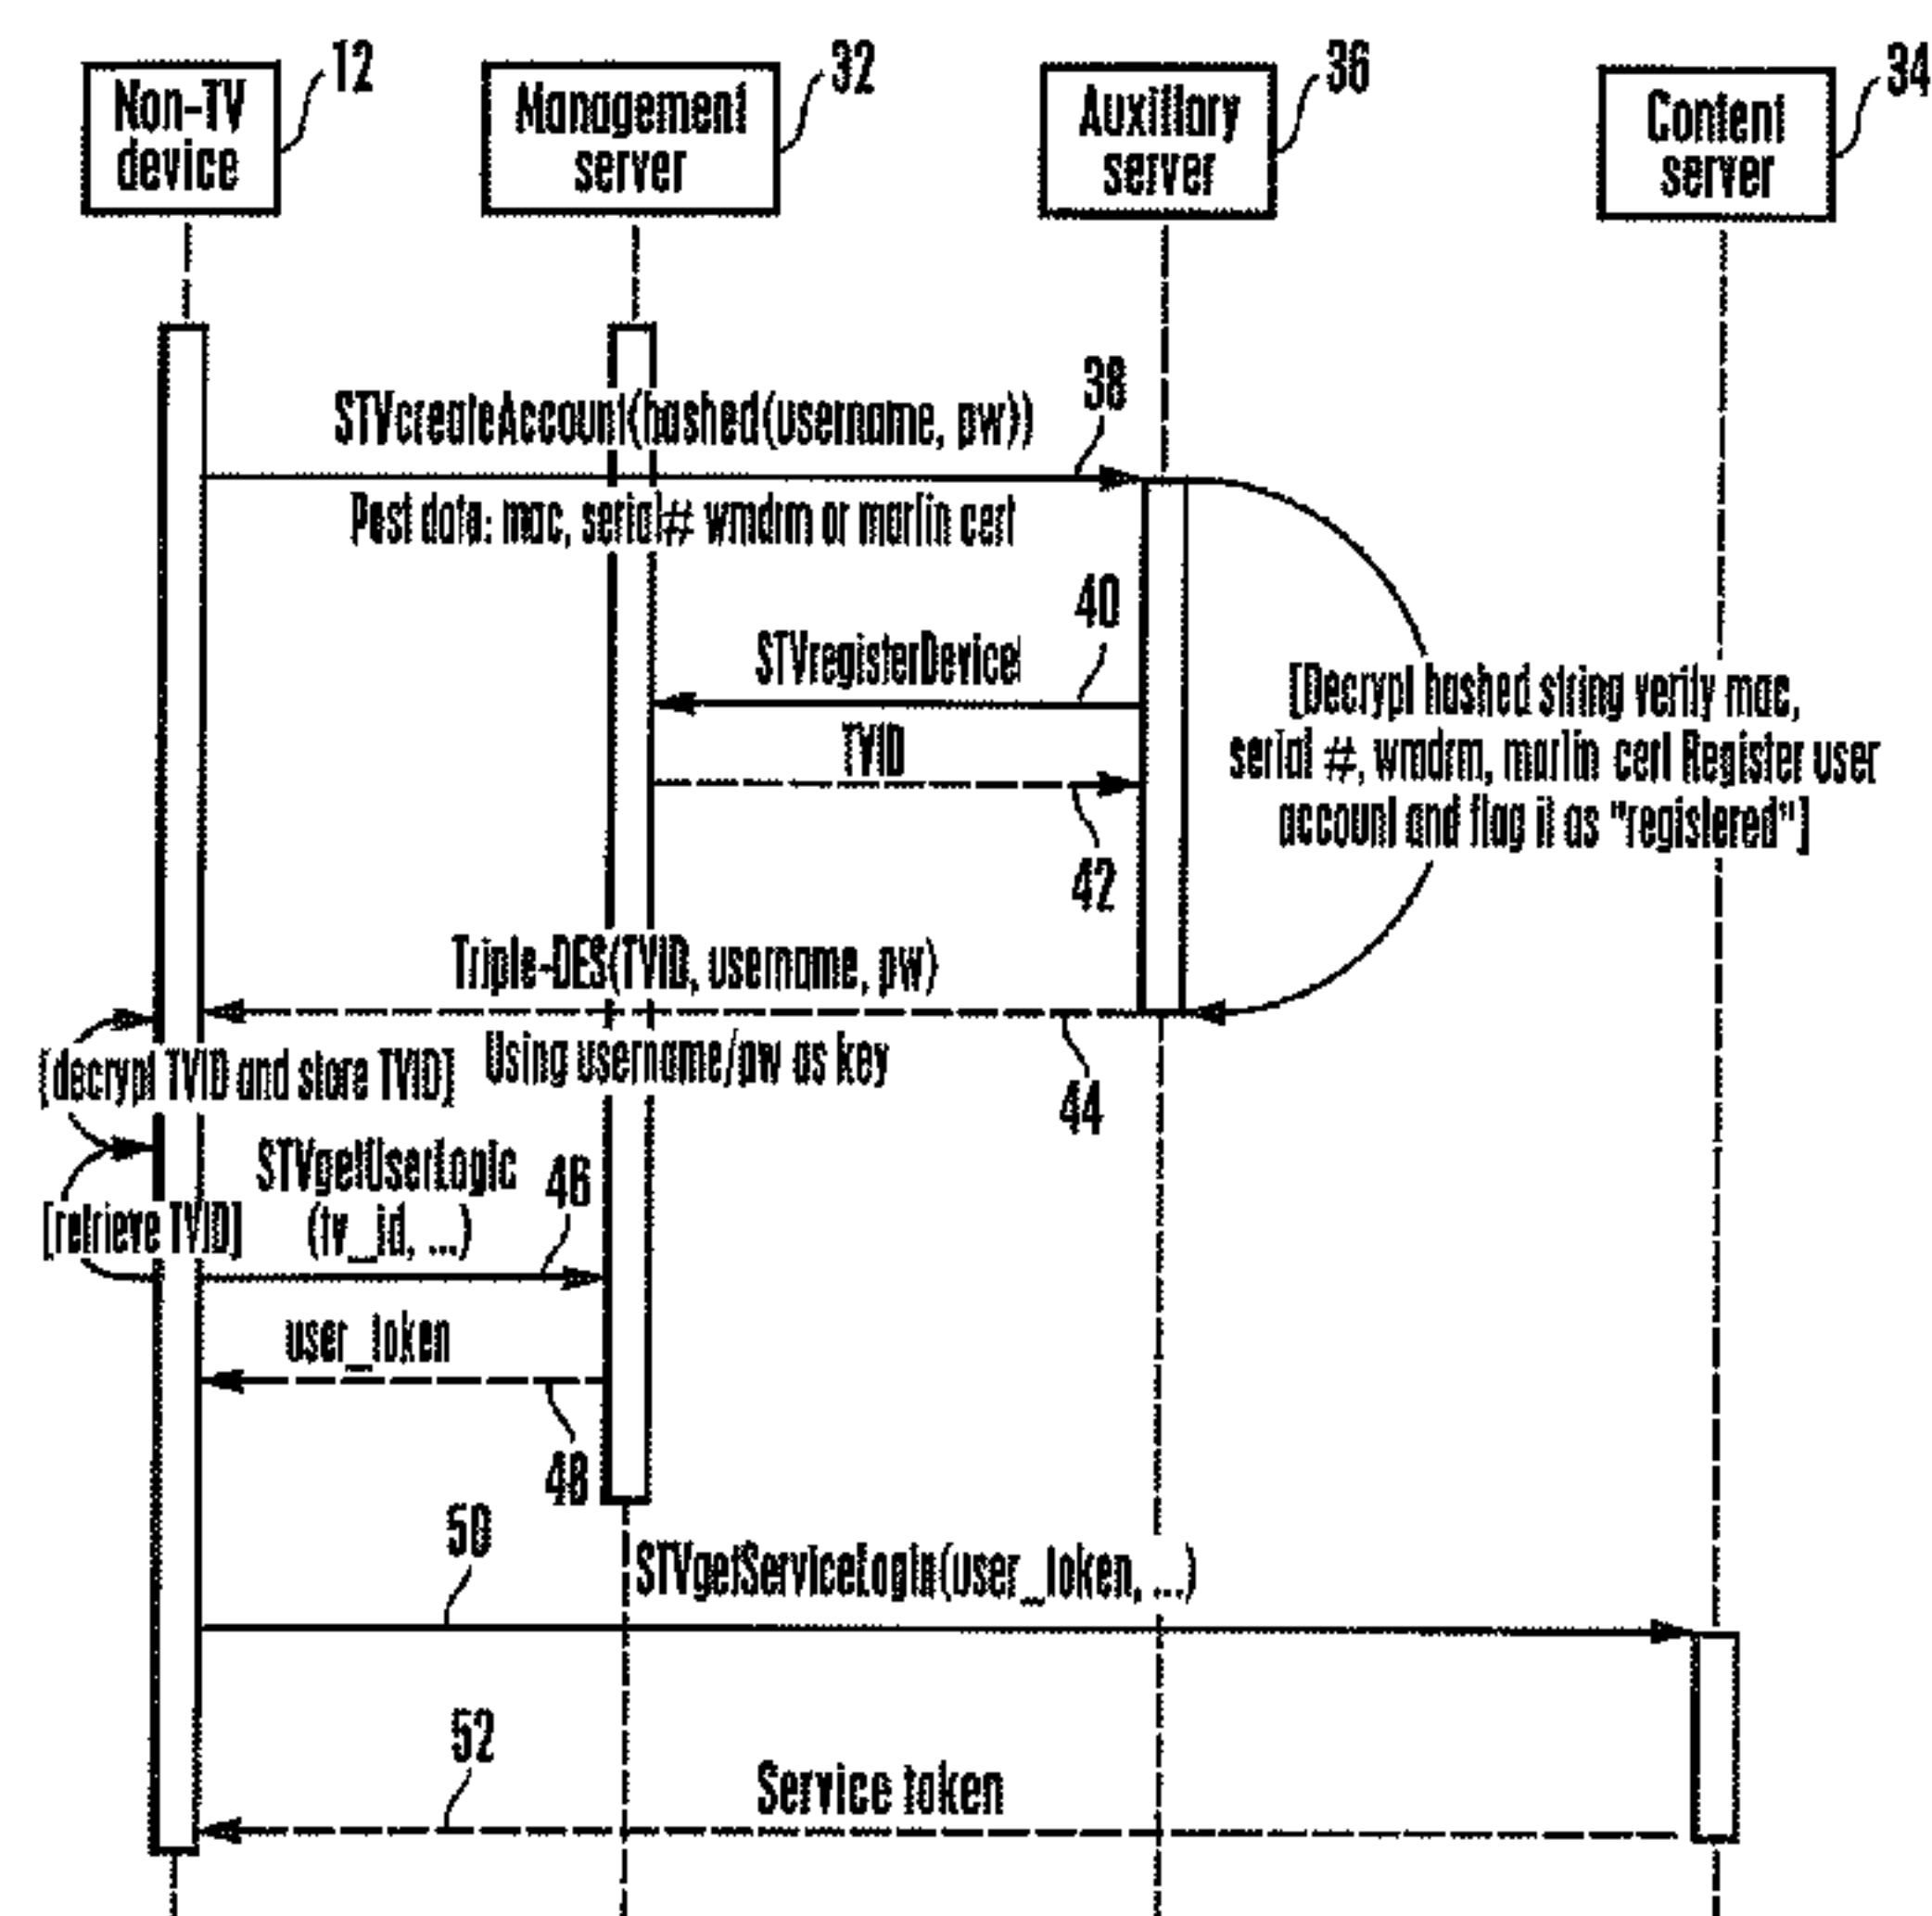 12
32
36
34
Non-TV
device
Management
server
Auxiliary
server
Content
server
38
STVcreateAccount(hashed(username, pw))
Post data: mac, serial# wmdrm or marlin cert
40
STVregisterDevice
TVID
42
[Decrypt hashed string verify mac,
serial #, wmdrm, marlin cert Register user
account and flag it as "registered"]
Triple-DES(TVID, username, pw)
Using username/pw as key
44
[decrypt TVID and store TVID]
STVgetUserLogic
(tv_id, ...)
46
[retrieve TVID]
user_token
48
50
STVgetServiceLogin(user_token, ...)
52
Service token